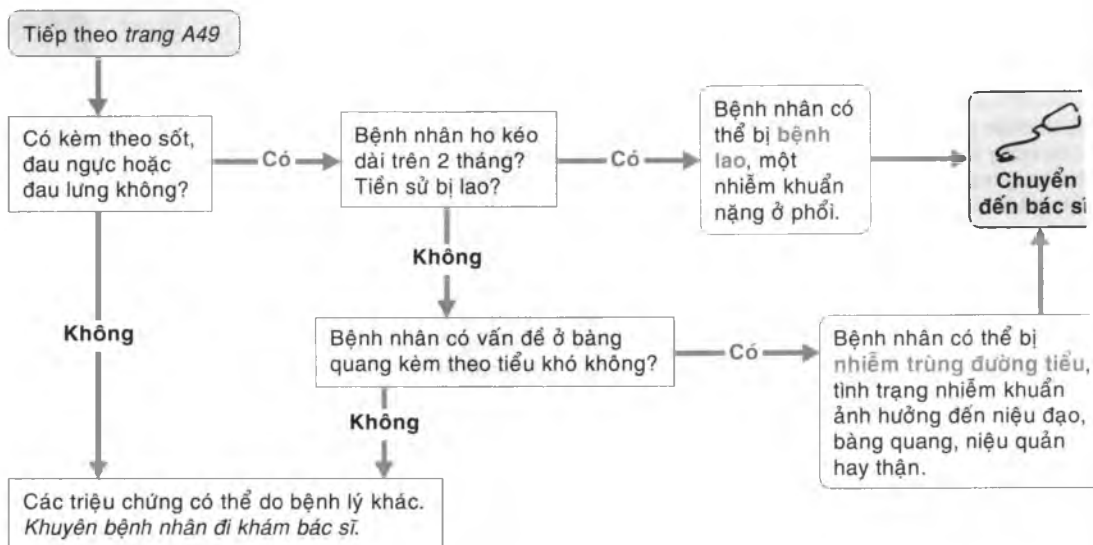 Tiếp theo trang A49
Có kèm theo sốt,
đau ngực hoặc
đau lưng không?
Có
Bệnh nhân ho kéo
dài trên 2 tháng?
Tiền sử bị lao?
Có
Bệnh nhân có
thể bị bệnh
lao, một
nhiễm khuẩn
nặng ở phổi.
Chuyển
đến bác sĩ
Không
Không
Bệnh nhân có vấn đề ở bàng
quang kèm theo tiểu khó không?
Có
Bệnh nhân có thể bị
nhiễm trùng đường tiểu,
tình trạng nhiễm khuẩn
ảnh hưởng đến niệu đạo,
bàng quang, niệu quản
hay thận.
Không
Các triệu chứng có thể do bệnh lý khác.
Khuyên bệnh nhân đi khám bác sĩ.